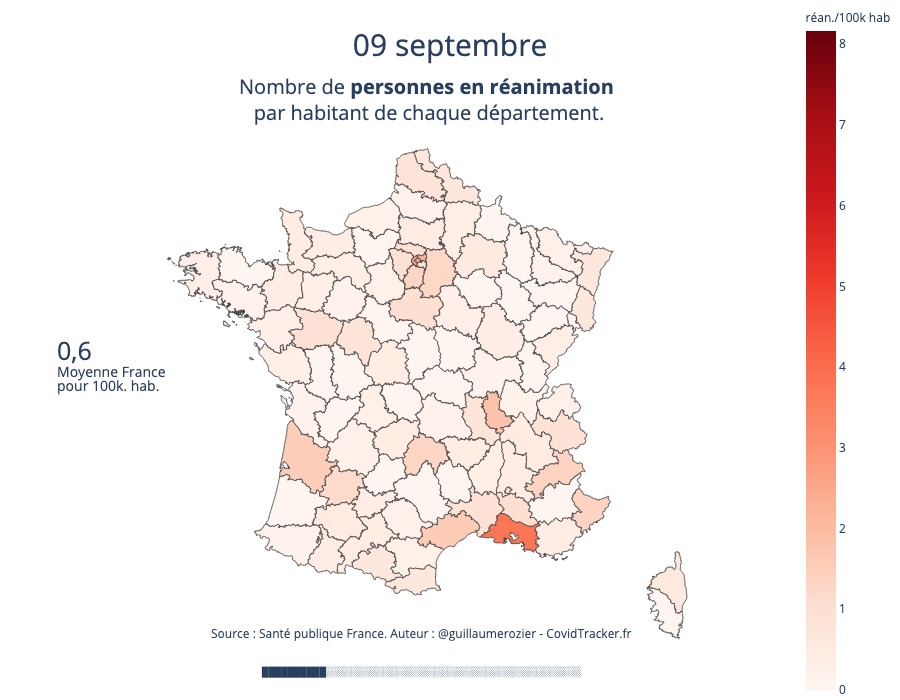 réan./100k hab
09 septembre
Nombre de personnes en réanimation
par habitant de chaque département.
8
7
6
5
4
3
2
1
0
0,6
Moyenne France
pour 100k. hab.
Source : Santé publique France. Auteur : @guillaumerozier - CovidTracker.fr